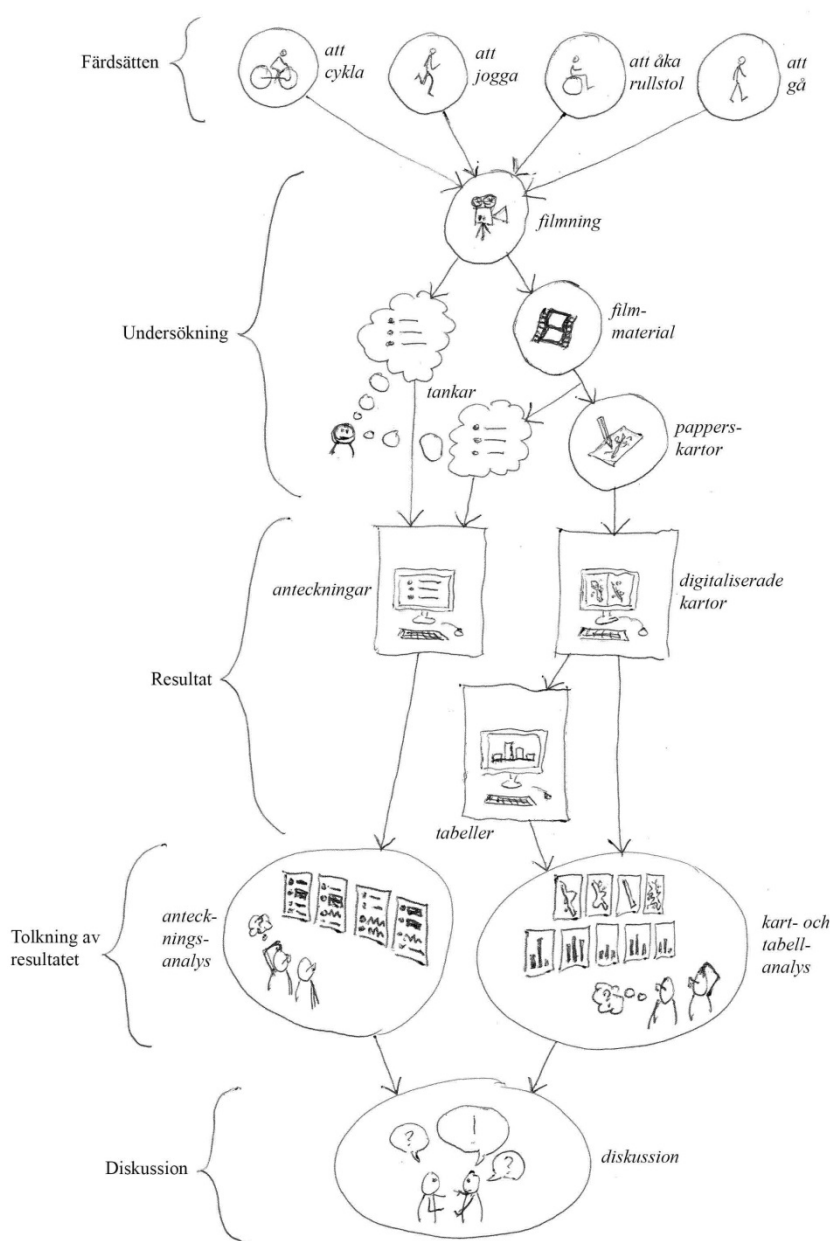 Färdsätten
att
cykla
att
jogga
att åka
rullstol
att
gå
filmning
Undersökning
film-
material
tankar
pappers-
kartor
anteckningar
digitaliserade
kartor
Resultat
tabeller
Tolkning av
resultatet
anteck-
nings-
analys
kart- och
tabell-
analys
?
?
Diskussion
?
!
?
diskussion